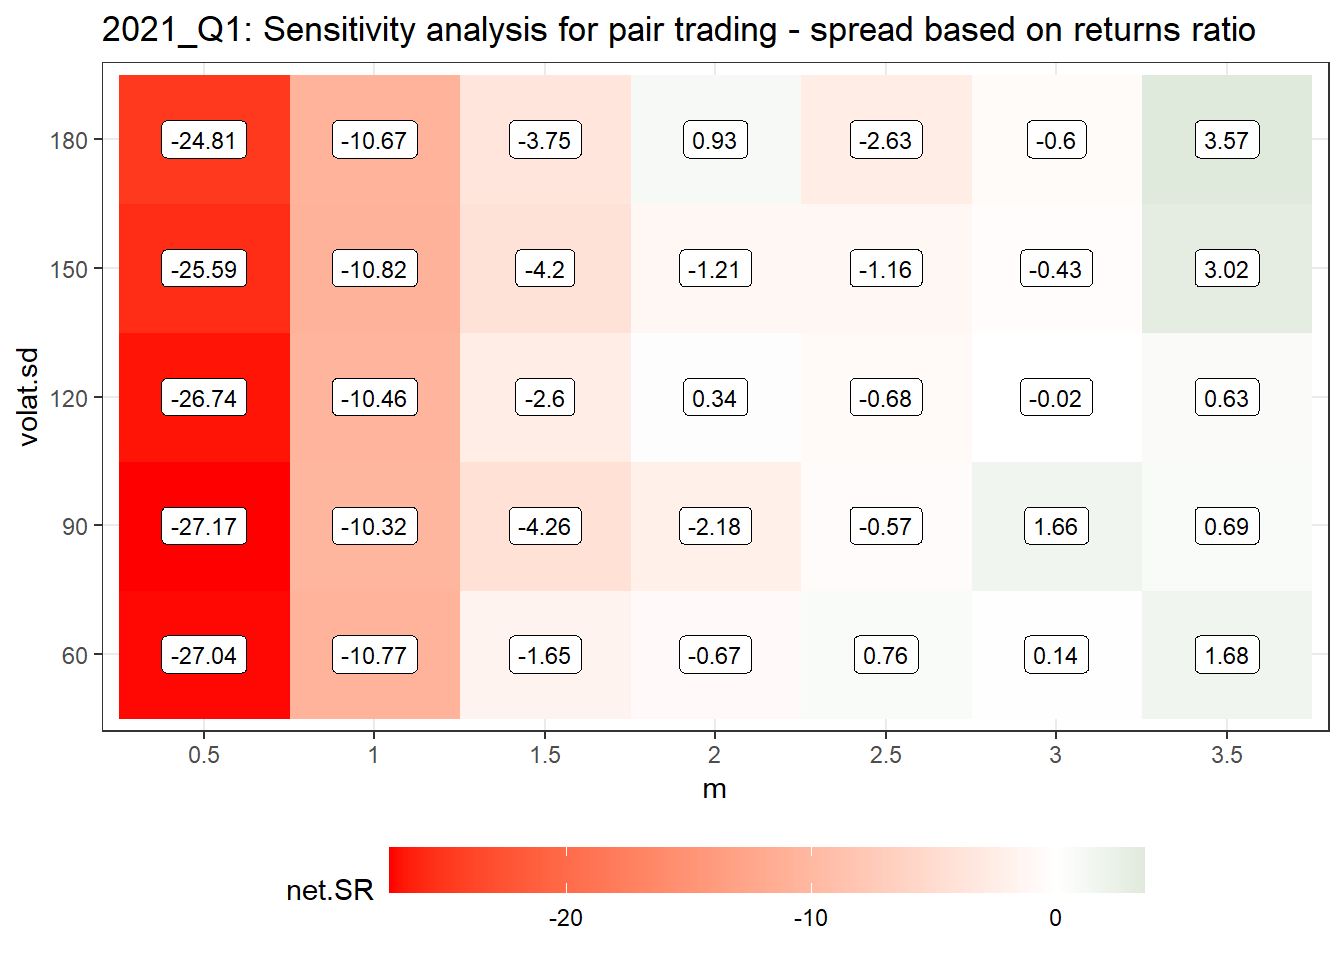 2021_Q1: Sensitivity analysis for pair trading - spread based on returns ratio
180 -24.81 -10.67 -3.75 0.93 -2.63 -0.6 3.57
150 -25.59 -10.82 -4.2 -1.21 -1.16 -0.43 3.02
volat.sd
120 -26.74 -10.46 -2.6 0.34 -0.68 -0.02 0.63
90 -27.17 -10.32 -4.26 -2.18 -0.57 1.66 0.69
60 -27.04 -10.77 -1.65 -0.67 0.76 0.14 1.68
0.5 1 1.5 2 2.5 3 3.5
m
net.SR
-20 -10 0